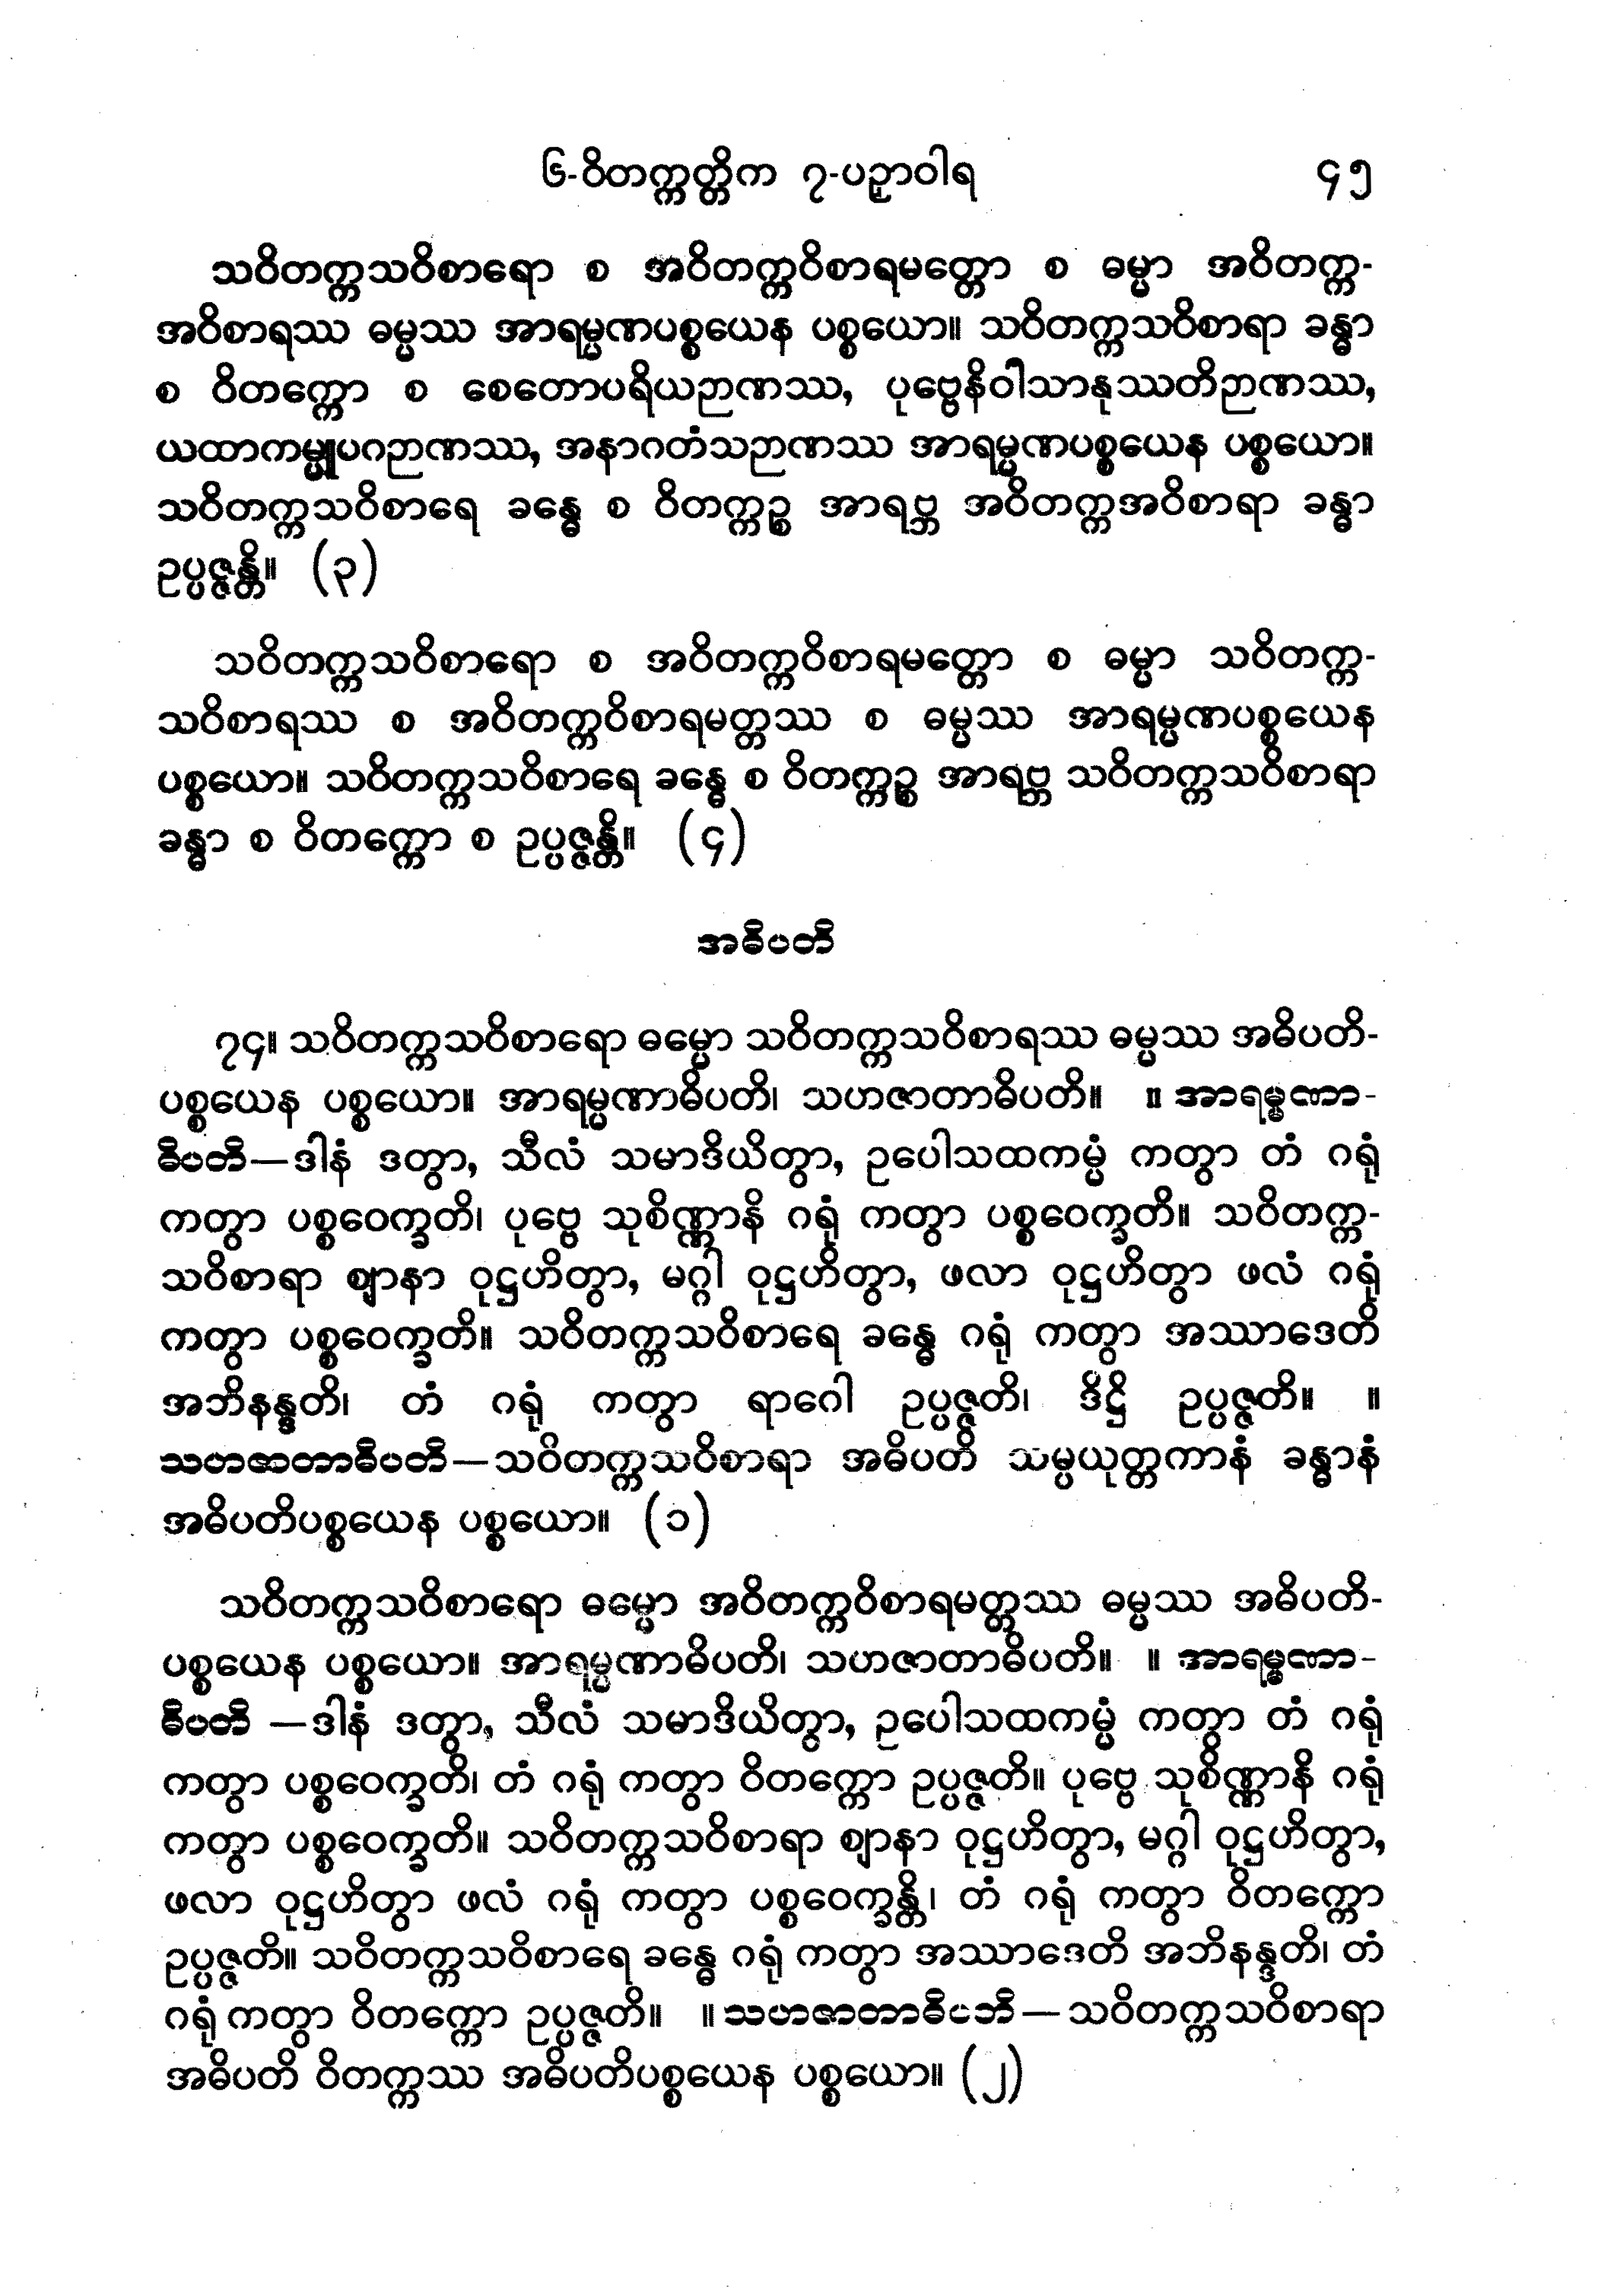 ၆-ဝိတက္ကတ္တိက ၇-ပဉှာဝါရ ၄၅
သဝိတက္ကသဝိစာရော စ အဝိတက္ကဝိစာရမတ္တော စ ဓမ္မာ အဝိတက္က-
အဝိစာရဿ ဓမ္မဿ အာရမ္မဏပစ္စယေန ပစ္စယော။ သဝိတက္ကသဝိစာရာ ခန္ဓာ
စ ဝိတက္ကော စ စေတောပရိယဉာဏဿ, ပုဗ္ဗေနိဝါသာနုဿတိဉာဏဿ,
ယထာကမ္မူပဂဉာဏဿ, အနာဂတံသဉာဏဿ အာရမ္မဏပစ္စယေန ပစ္စယော။
သဝိတက္ကသဝိစာရေ ခန္ဓေ စ ဝိတက္ကဉ္စ အာရဗ္ဘ အဝိတက္ကအဝိစာရာ ခန္ဓာ
ဥပ္ပဇ္ဇန္တိ။ (၃)
သဝိတက္ကသဝိစာရော စ အဝိတက္ကဝိစာရမတ္တော စ ဓမ္မာ သဝိတက္က-
သဝိစာရဿ စ အဝိတက္ကဝိစာရမတ္တဿ စ ဓမ္မဿ အာရမ္မဏပစ္စယေန
ပစ္စယော။ သဝိတက္ကသဝိစာရေ ခန္ဓေ စ ဝိတက္ကဉ္စ အာရဗ္ဘ သဝိတက္ကသဝိစာရာ
ခန္ဓာ စ ဝိတက္ကော စ ဥပ္ပဇ္ဇန္တိ။ (၄)
အဓိပတိ
၇၄။ သဝိတက္ကသဝိစာရော ဓမ္မော သဝိတက္ကသဝိစာရဿ ဓမ္မဿ အဓိပတိ-
ပစ္စယေန ပစ္စယော။ အာရမ္မဏာဓိပတိ၊ သဟဇာတာဓိပတိ။ ။ အာရမ္မဏာ-
ဓိပတိ—ဒါနံ ဒတွာ, သီလံ သမာဒိယိတွာ, ဥပေါသထကမ္မံ ကတွာ တံ ဂရုံ
ကတွာ ပစ္စဝေက္ခတိ၊ ပုဗ္ဗေ သုစိဏ္ဏာနိ ဂရုံ ကတွာ ပစ္စဝေက္ခတိ။ သဝိတက္က-
သဝိစာရာ ဈာနာ ဝုဋ္ဌဟိတွာ, မဂ္ဂါ ဝုဋ္ဌဟိတွာ, ဖလာ ဝုဋ္ဌဟိတွာ ဖလံ ဂရုံ
ကတွာ ပစ္စဝေက္ခတိ။ သဝိတက္ကသဝိစာရေ ခန္ဓေ ဂရုံ ကတွာ အဿာဒေတိ
အဘိနန္ဒတိ၊ တံ ဂရုံ ကတွာ ရာဂေါ ဥပ္ပဇ္ဇတိ၊ ဒိဋ္ဌိ ဥပ္ပဇ္ဇတိ။ ။
သဟဇာတာဓိပတိ—သဝိတက္ကသဝိစာရာ အဓိပတိ သမ္ပယုတ္တကာနံ ခန္ဓာနံ
အဓိပတိပစ္စယေန ပစ္စယော။ (၁)
သဝိတက္ကသဝိစာရော ဓမ္မော အဝိတက္ကဝိစာရမတ္တဿ ဓမ္မဿ အဓိပတိ-
ပစ္စယေန ပစ္စယော။ အာရမ္မဏာဓိပတိ၊ သဟဇာတာဓိပတိ။ ။ အာရမ္မဏာ-
ဓိပတိ —ဒါနံ ဒတွာ, သီလံ သမာဒိယိတွာ, ဥပေါသထကမ္မံ ကတွာ တံ ဂရုံ
ကတွာ ပစ္စဝေက္ခတိ၊ တံ ဂရုံ ကတွာ ဝိတက္ကော ဥပ္ပဇ္ဇတိ။ ပုဗ္ဗေ သုစိဏ္ဏာနိ ဂရုံ
ကတွာ ပစ္စဝေက္ခတိ။ သဝိတက္ကသဝိစာရာ ဈာနာ ဝုဋ္ဌဟိတွာ, မဂ္ဂါ ဝုဋ္ဌဟိတွာ,
ဖလာ ဝုဋ္ဌဟိတွာ ဖလံ ဂရုံ ကတွာ ပစ္စဝေက္ခန္တိ၊ တံ ဂရုံ ကတွာ ဝိတက္ကော
ဥပ္ပဇ္ဇတိ။ သဝိတက္ကသဝိစာရေ ခန္ဓေ ဂရုံ ကတွာ အဿာဒေတိ အဘိနန္ဒတိ၊ တံ
ဂရုံ ကတွာ ဝိတက္ကော ဥပ္ပဇ္ဇတိ။ ။ သဟဇာတာဓိပတိ— သဝိတက္ကသဝိစာရာ
အဓိပတိ ဝိတက္ကဿ အဓိပတိပစ္စယေန ပစ္စယော။ (၂)